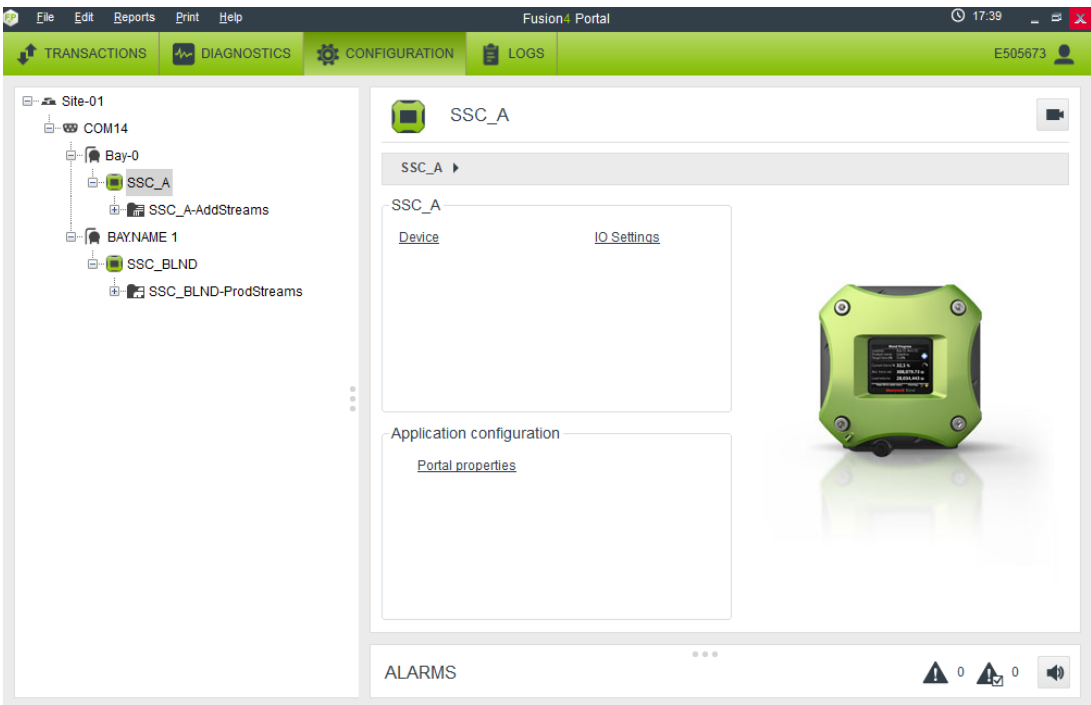 FP File Edit Reports Print Help Fusion4 Portal 17:39
TRANSACTIONS DIAGNOSTICS CONFIGURATION LOGS E505673
Site-01
COM14
Bay-0
SSC_A
SSC_A-AddStreams
BAY.NAME 1
SSC_BLND
SSC_BLND-ProdStreams
SSC_A
SSC_A
SSC_A
Device IO Settings
Application configuration
Portal properties
ALARMS 0 0